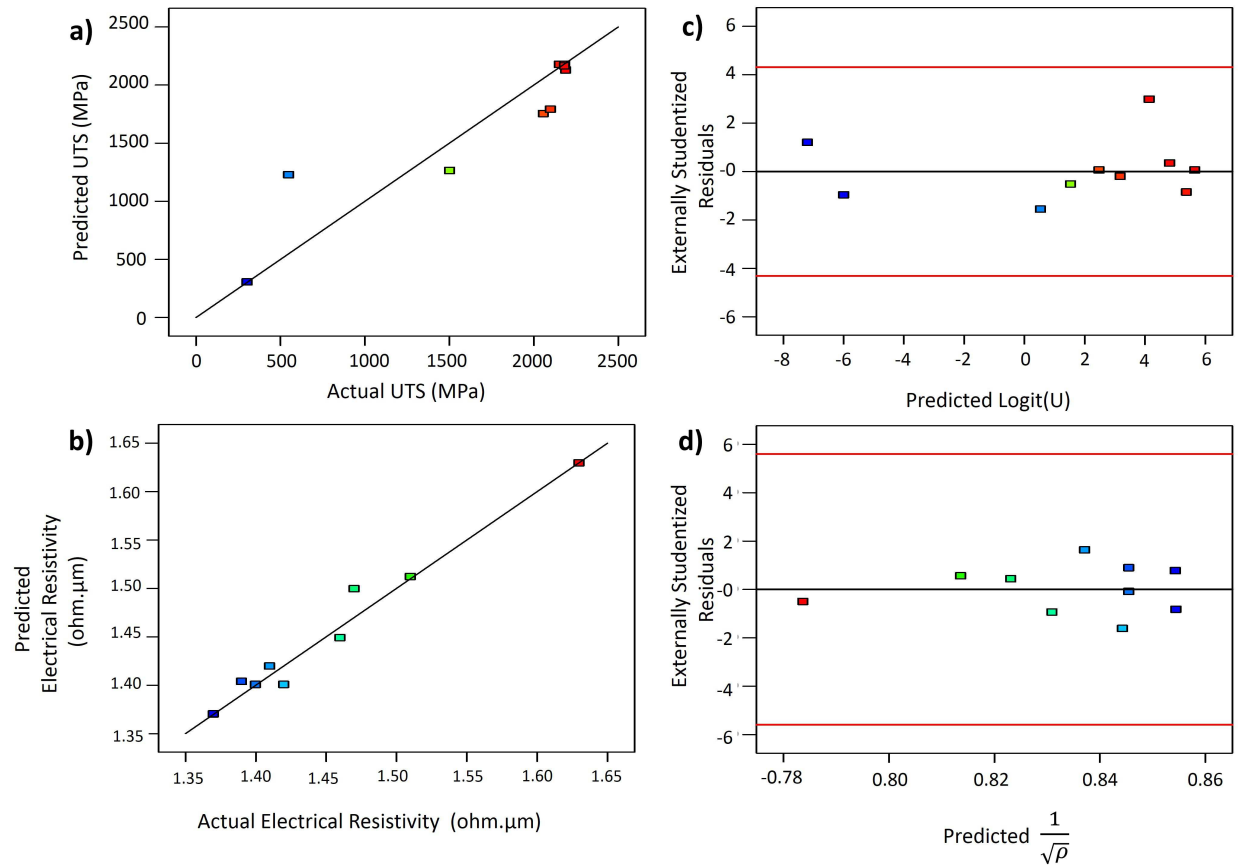 a)
2500
2000
1500
1000
500
0
Predicted UTS (MPa)
0 500 1000 1500 2000 2500
Actual UTS (MPa)
c)
6
4
2
-0
-2
-4
-6
Externally Studentized
Residuals
-8 -6 -4 -2 0 2 4 6
Predicted Logit(U)
b)
1.65
1.60
1.55
1.50
1.45
1.40
1.35
Predicted
Electrical Resistivity
(ohm.µm)
1.35 1.40 1.45 1.50 1.55 1.60 1.65
Actual Electrical Resistivity (ohm.µm)
d)
6
4
2
-0
-2
-4
-6
Externally Studentized
Residuals
-0.78 0.80 0.82 0.84 0.86
Predicted 1/√ρ